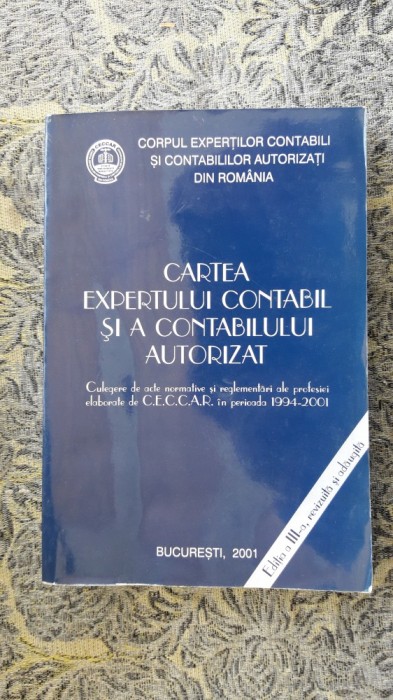 CORPUL EXPERȚILOR CONTABILI
ȘI CONTABILILOR AUTORIZAȚI
DIN ROMÂNIA
CARTEA
EXPERTULUI CONTABIL
ȘI A CONTABILULUI
AUTORIZAT
Culegere de acte normative și reglementări ale profesiei
elaborate de C.E.C.C.A.R. în perioada 1994-2001
Ediția a III-a, revizuită și adăugită
BUCUREȘTI, 2001